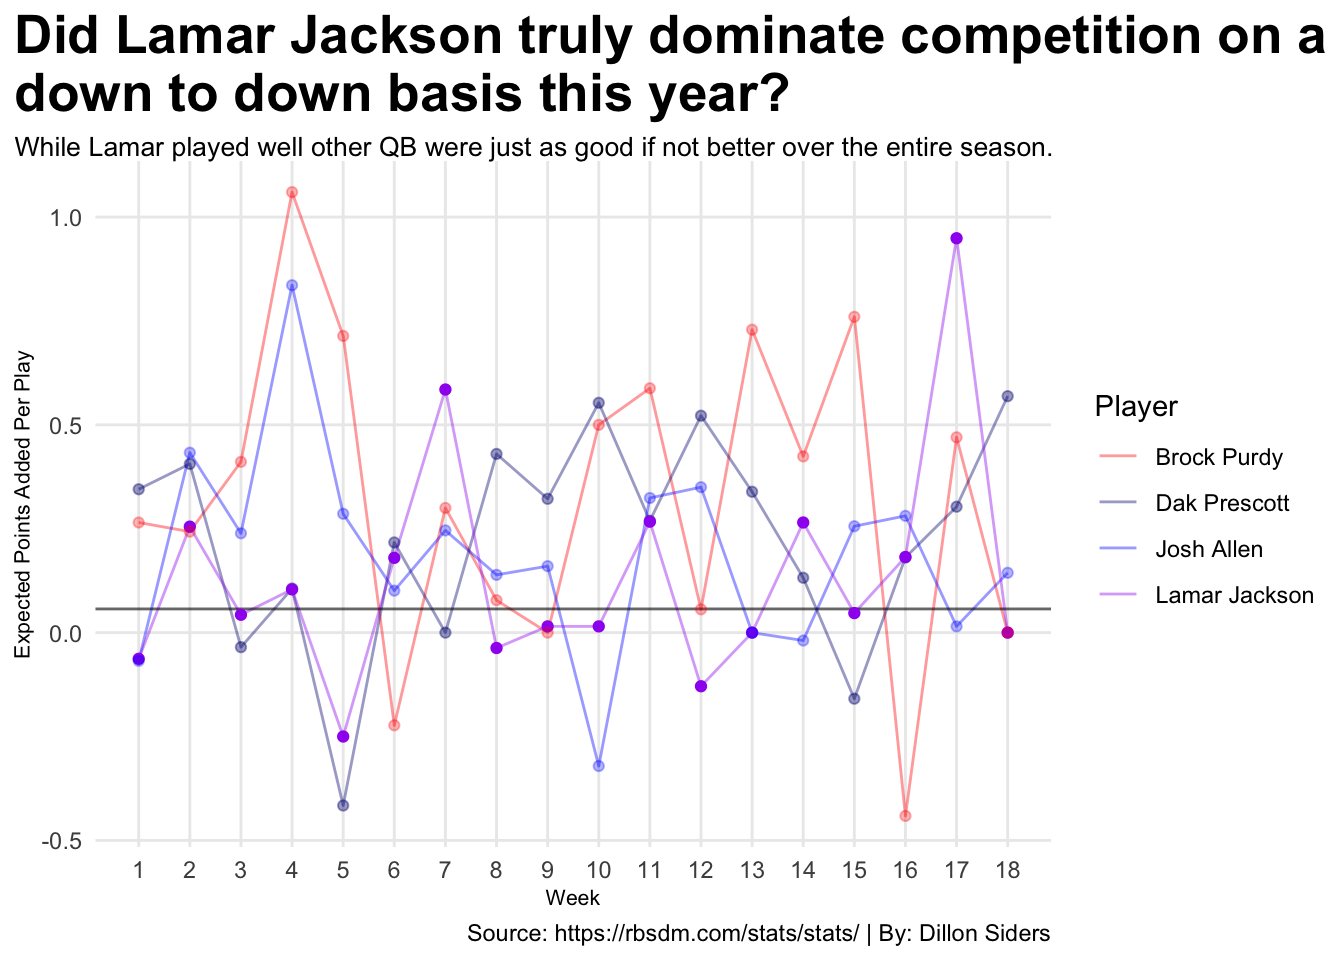 Did Lamar Jackson truly dominate competition on a
down to down basis this year?
While Lamar played well other QB were just as good if not better over the entire season.
Expected Points Added Per Play
1.0
0.5
0.0
-0.5
1 2 3 4 5 6 7 8 9 10 11 12 13 14 15 16 17 18
Week
Player
Brock Purdy
Dak Prescott
Josh Allen
Lamar Jackson
Source: https://rbsdm.com/stats/stats/ | By: Dillon Siders